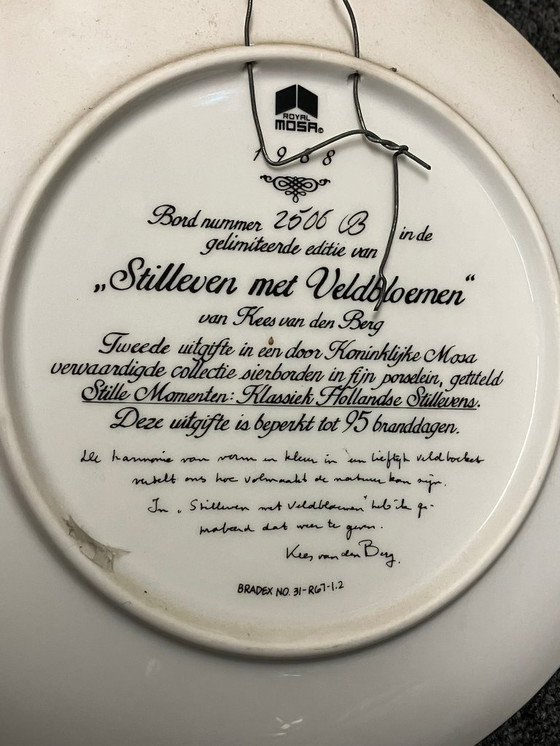 ROYAL
MOSA
1988
Bord nummer 2506 B in de
gelimiteerde editie van
„Stilleven met Veldbloemen“
van Kees van den Berg
Tweede uitgifte in een door Koninklijke Mosa
vervaardigde collectie sierborden in fijn porselein, getiteld
Stille Momenten: Klassiek Hollandse Stillevens.
Deze uitgifte is beperkt tot 95 branddagen.
De harmonie van vorm en kleur in een lieflijk veldboeket
vertelt ons hoe volmaakt de natuur kan zijn.
In „Stilleven met Veldbloemen" heb ik ge-
probeerd dat weer te geven.
Kees van den Berg.
BRADEX NO. 31-R67-1.2